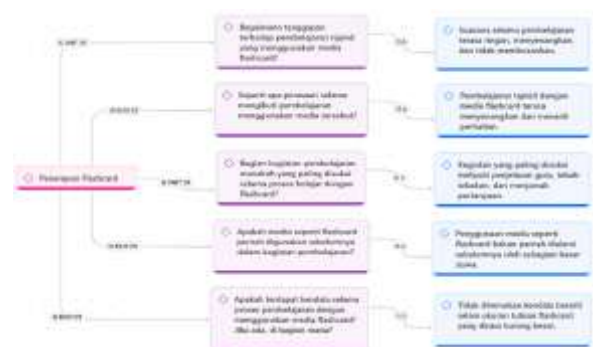 Bagaimana tanggapan
terhadap pembelajaran tajwid
yang menggunakan media
flashcard?
Suasana selama pembelajaran
terasa ringan, menyenangkan
dan tidak membosankan.
Seperti apa perasaan selama
mengikuti pembelajaran
menggunakan media tersebut?
Pembelajaran tajwid dengan
media flashcard terasa
menyenangkan dan menarik
perhatian.
Penerapan Flashcard
Bagian kegiatan pembelajaran
manakah yang paling disukai
selama proses belajar dengan
flashcard?
Kegiatan yang paling disukai
meliputi penjelasan guru, tebak-
tebakan, dan menjawab
pertanyaan.
Apakah media seperti flashcard
pernah digunakan sebelumnya
dalam kegiatan pembelajaran?
Penggunaan media seperti
flashcard belum pernah dialami
sebelumnya oleh sebagian besar
siswa.
Apakah terdapat kendala selama
proses pembelajaran dengan
menggunakan media flashcard?
Jika ada, di bagian mana?
Tidak ditemukan kendala berarti
selain ukuran tulisan flashcard
yang dirasa kurang besar.